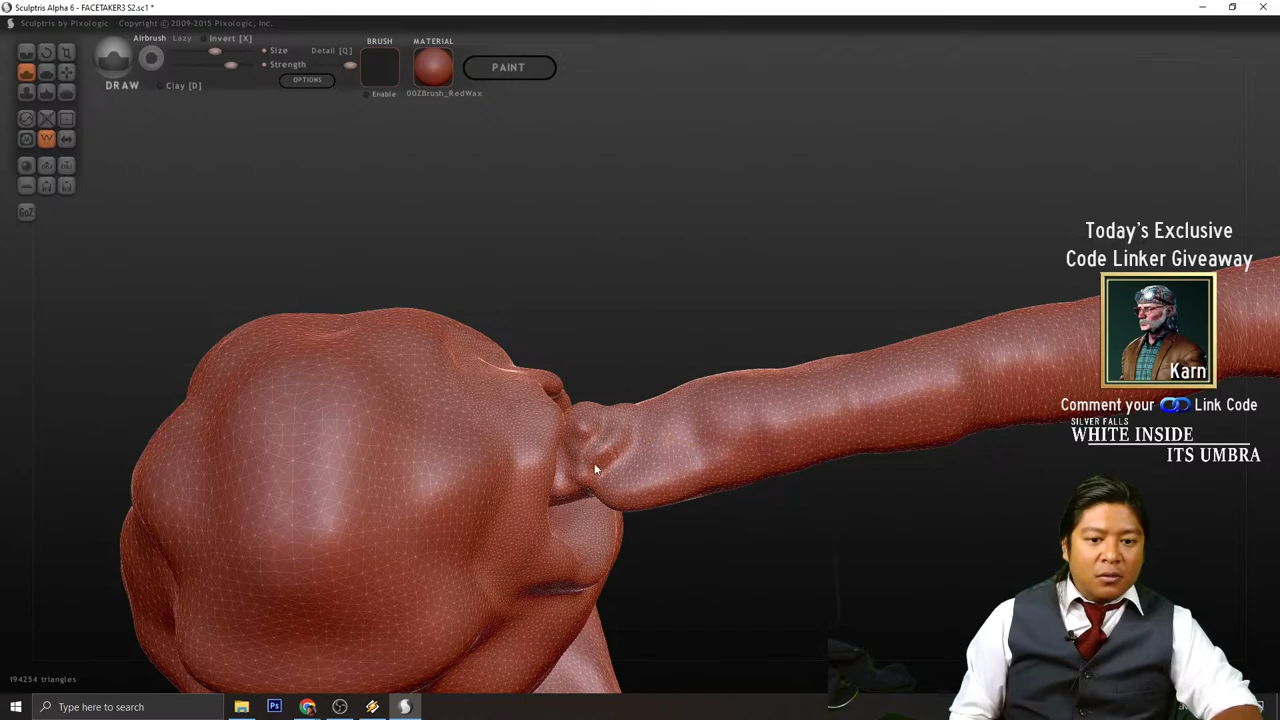 Sculptris Alpha 6 - FACETAKER3 S2.sc1 *
Sculptris by Pixologic Copyright © 2009-2015 Pixologic, Inc.
Airbrush Lazy Invert [X]
BRUSH
MATERIAL
Size
Detail [Q]
Strength
PAINT
DRAW
Clay [D]
OPTIONS
Enable
00ZBrush_RedWax
GoZ
Today's Exclusive
Code Linker Giveaway
Karn
Comment your Link Code
SILVER FALLS
WHITE INSIDE
ITS UMBRA
194254 triangles
Type here to search
Ps